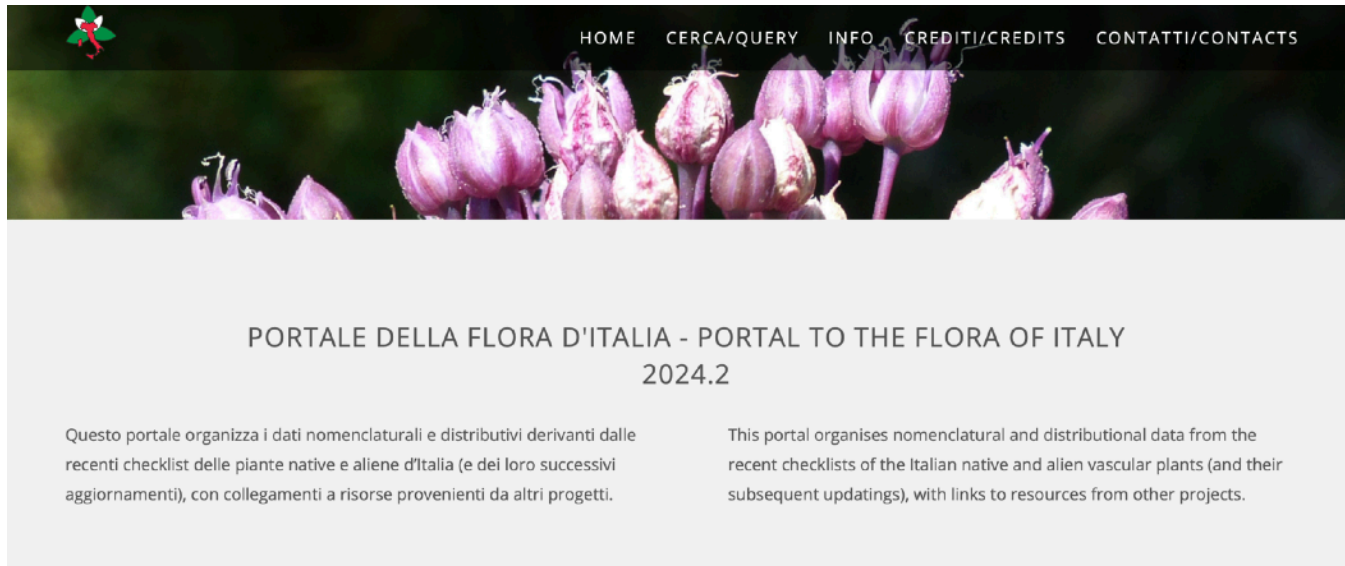 HOME CERCA/QUERY INFO CREDITI/CREDITS CONTATTI/CONTACTS
PORTALE DELLA FLORA D'ITALIA - PORTAL TO THE FLORA OF ITALY
2024.2
Questo portale organizza i dati nomenclaturali e distributivi derivanti dalle
recenti checklist delle piante native e aliene d’Italia (e dei loro successivi
aggiornamenti), con collegamenti a risorse provenienti da altri progetti.
This portal organises nomenclatural and distributional data from the
recent checklists of the Italian native and alien vascular plants (and their
subsequent updatings), with links to resources from other projects.